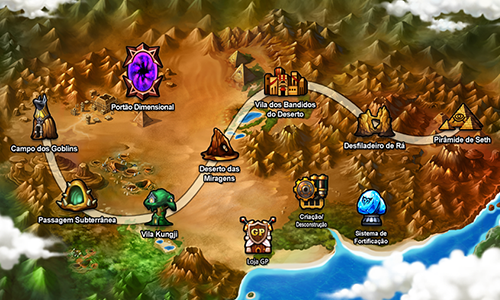 Portão Dimensional
Vila dos Bandidos
do Deserto
Campo dos Goblins
Desfiladeiro de Rá
Pirâmide de Seth
Deserto das
Miragens
Passagem Subterrânea
Vila Kungji
Criação/
Desconstrução
Sistema de
Fortificação
GP
Loja GP